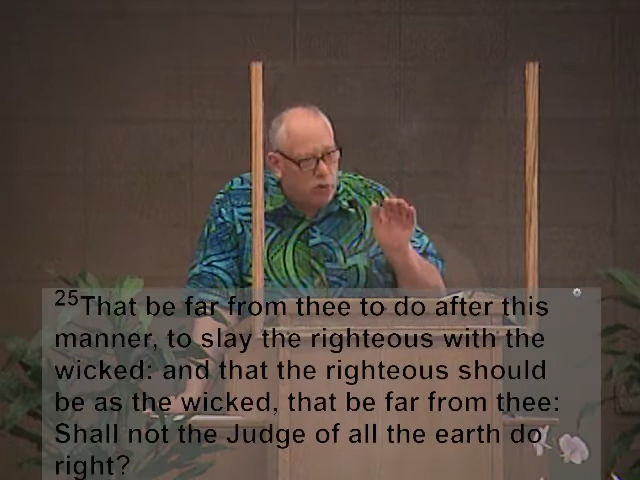 25That be far from thee to do after this
manner, to slay the righteous with the
wicked: and that the righteous should
be as the wicked, that be far from thee:
Shall not the Judge of all the earth do
right?